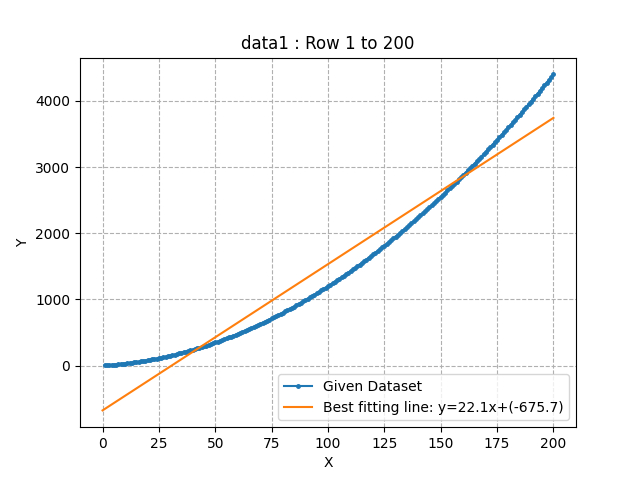 data1 : Row 1 to 200
Y
4000
3000
2000
1000
0
Given Dataset
Best fitting line: y=22.1x+(-675.7)
0 25 50 75 100 125 150 175 200
X